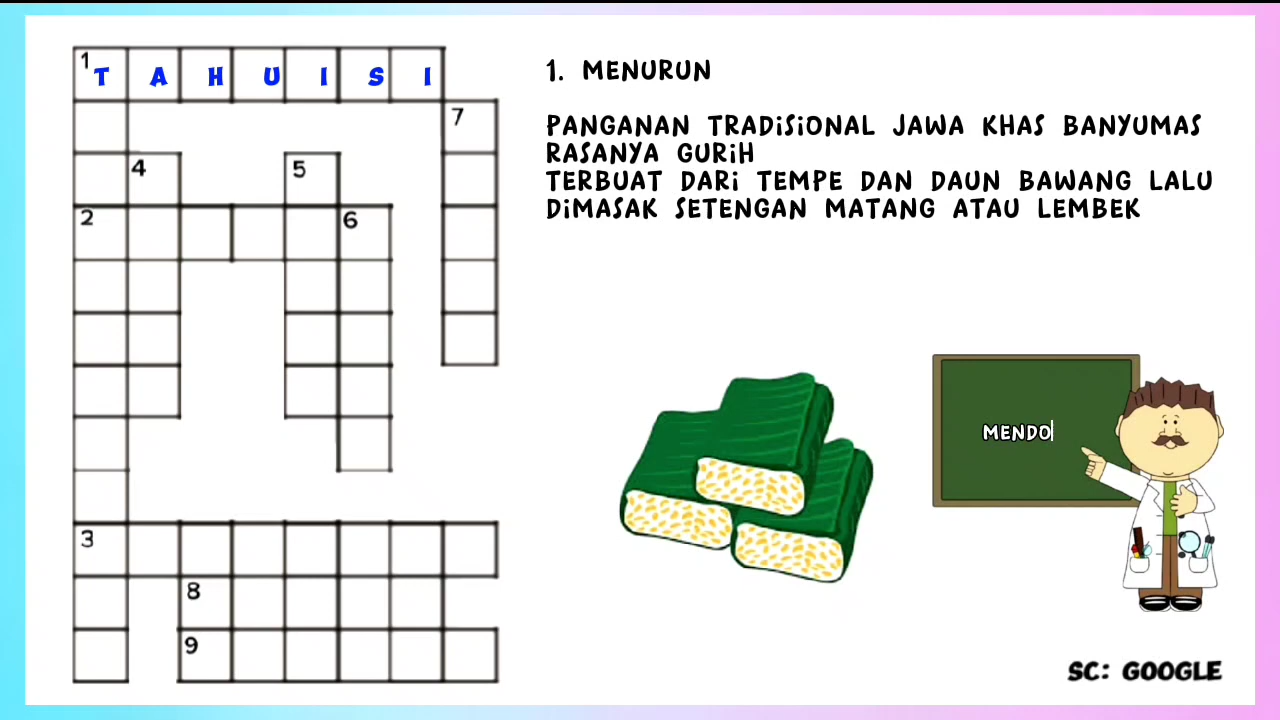 1
T A H U I S I
7
4
5
2
6
3
8
9
1. MENURUN
PANGANAN TRADISIONAL JAWA KHAS BANYUMAS
RASANYA GURIH
TERBUAT DARI TEMPE DAN DAUN BAWANG LALU
DIMASAK SETENGAN MATANG ATAU LEMBEK
MENDO
SC: GOOGLE